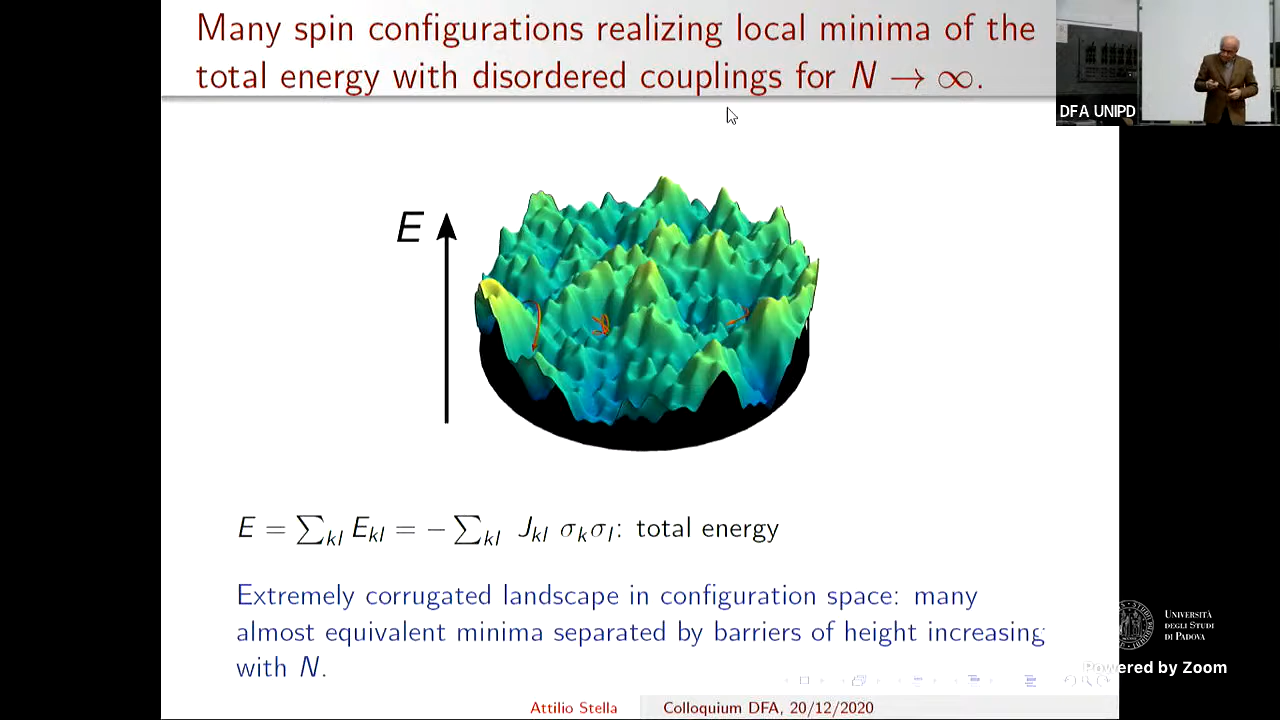 Many spin configurations realizing local minima of the
total energy with disordered couplings for N → ∞.
DFA UNIPD
E
E = ∑kl Ekl = − ∑kl Jkl σkσl: total energy
Extremely corrugated landscape in configuration space: many
almost equivalent minima separated by barriers of height increasing
with N.
UNIVERSITÀ
DEGLI STUDI
DI PADOVA
Powered by Zoom
Attilio Stella
Colloquium DFA, 20/12/2020